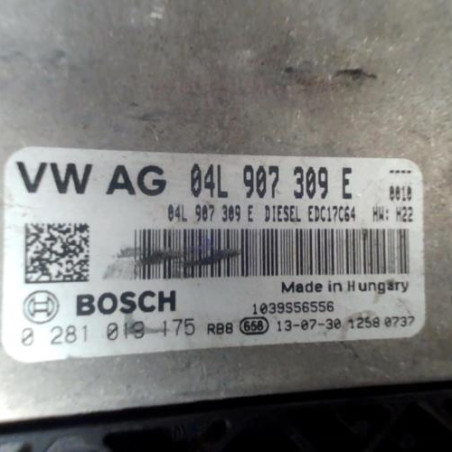 VW AG 04L 907 309 E ----
0010
04L 907 309 E DIESEL EDC17C64 HW: H22
Made in Hungary
BOSCH 1039S56556
0 281 019 175 RB8 658 13-07-30 1258 0737